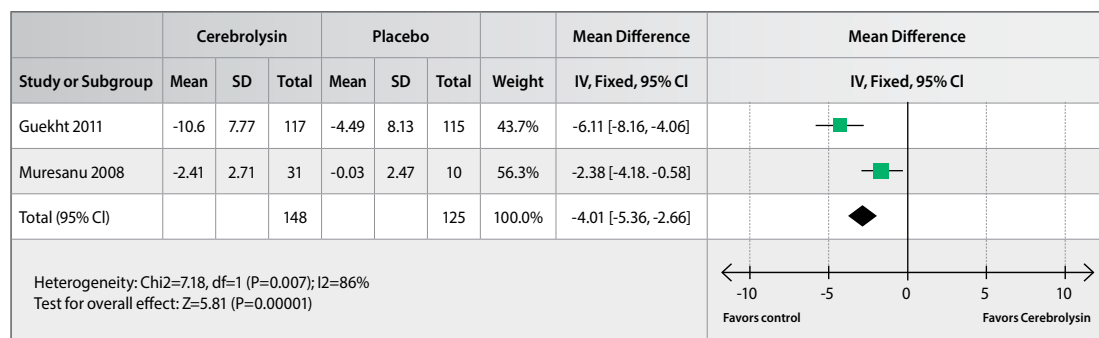 Cerebrolysin Placebo Mean Difference Mean Difference
Study or Subgroup Mean SD Total Mean SD Total Weight IV, Fixed, 95% Cl IV, Fixed, 95% Cl
Guekht 2011 -10.6 7.77 117 -4.49 8.13 115 43.7% -6.11 [-8.16, -4.06]
Muresanu 2008 -2.41 2.71 31 -0.03 2.47 10 56.3% -2.38 [-4.18. -0.58]
Total (95% Cl) 148 125 100.0% -4.01 [-5.36, -2.66]
Heterogeneity: Chi2=7.18, df=1 (P=0.007); I2=86%
Test for overall effect: Z=5.81 (P=0.00001)
-10 -5 0 5 10
Favors control Favors Cerebrolysin